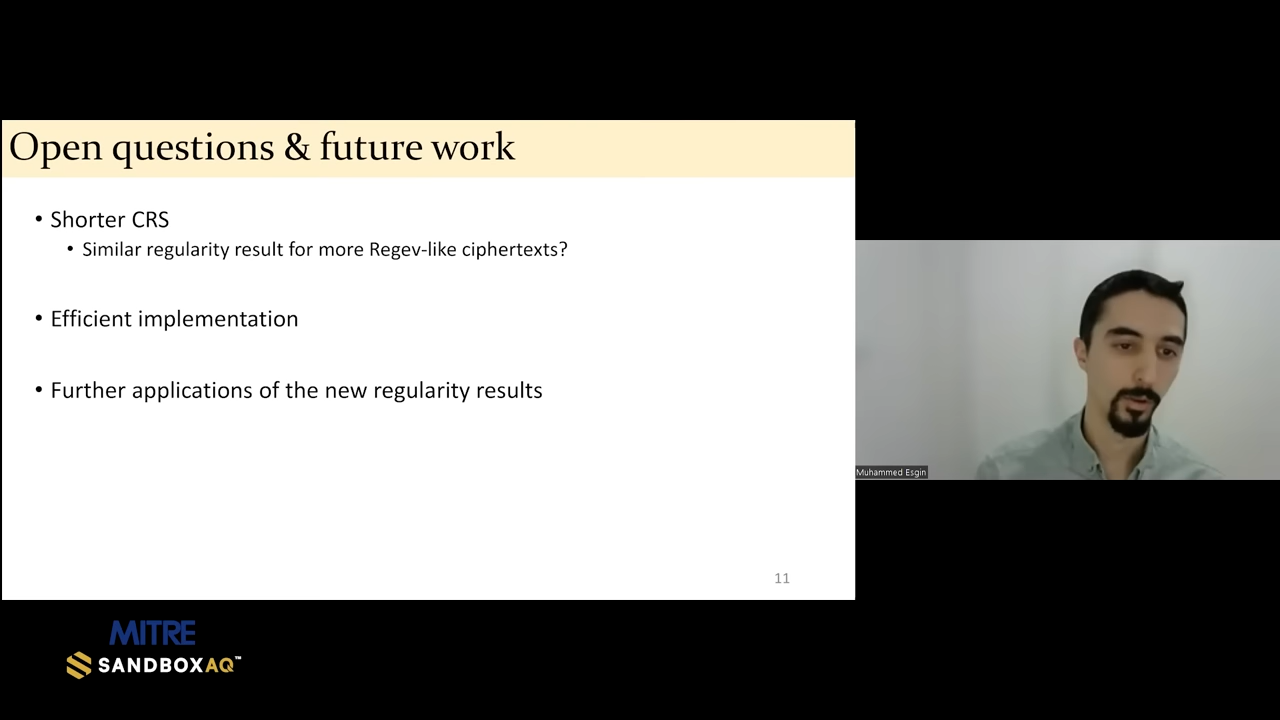 Open questions & future work
• Shorter CRS
• Similar regularity result for more Regev-like ciphertexts?
• Efficient implementation
• Further applications of the new regularity results
11
Muhammed Esgin
MITRE
SANDBOXAQ™